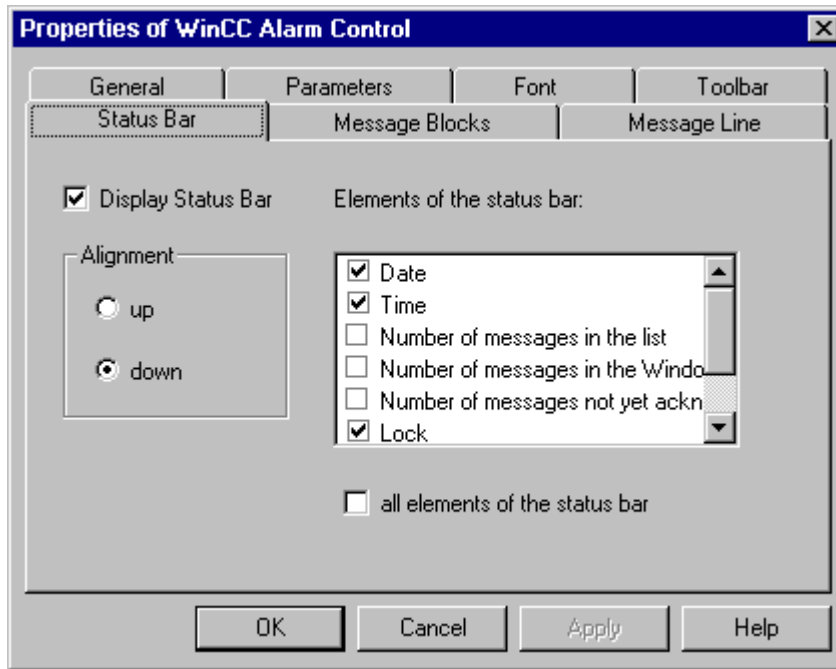 Properties of WinCC Alarm Control
General Parameters Font Toolbar
Status Bar Message Blocks Message Line
Display Status Bar Elements of the status bar:
Alignment
up
down
Date
Time
Number of messages in the list
Number of messages in the Windo
Number of messages not yet ackn
Lock
all elements of the status bar
OK Cancel Apply Help